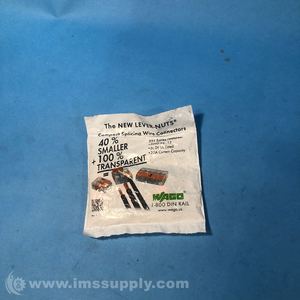 The NEW LEVER-NUTS®
Compact Splicing Wire Connectors
40%
SMALLER
+ 100%
TRANSPARENT
WAGO
1-800 DIN RAIL
www.wago.us
© www.imssupply.com